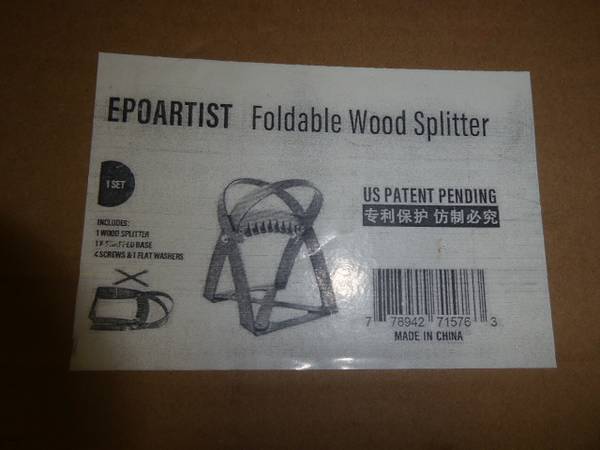 EPOARTIST Foldable Wood Splitter
1 SET
INCLUDES:
1 WOOD SPLITTER
BASE
4 SCREWS & 1 FLAT WASHERS
US PATENT PENDING
专利保护 仿制必究
7 78942 71576 3
MADE IN CHINA